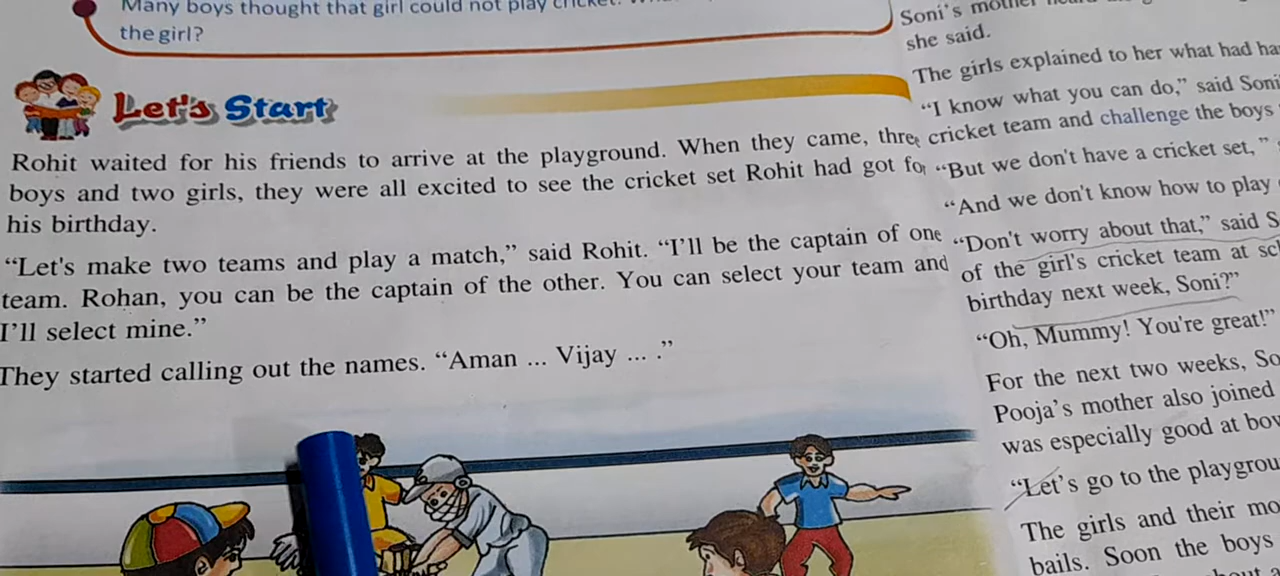 Many boys thought that girl could not play cricket.
the girl?
Let's Start
Rohit waited for his friends to arrive at the playground. When they came, three
boys and two girls, they were all excited to see the cricket set Rohit had got for
his birthday.
“Let's make two teams and play a match,” said Rohit. “I’ll be the captain of one
team. Rohan, you can be the captain of the other. You can select your team and
I’ll select mine.”
They started calling out the names. “Aman ... Vijay ... .”
Soni’s mother
she said.
The girls explained to her what had
“I know what you can do,” said Soni
cricket team and challenge the boys
“But we don't have a cricket set,”
“And we don't know how to play
“Don't worry about that,” said
of the girl's cricket team at
birthday next week, Soni?”
“Oh, Mummy! You're great!”
For the next two weeks,
Pooja’s mother also joined
was especially good at
“Let’s go to the
The girls and their
bails. Soon the boys